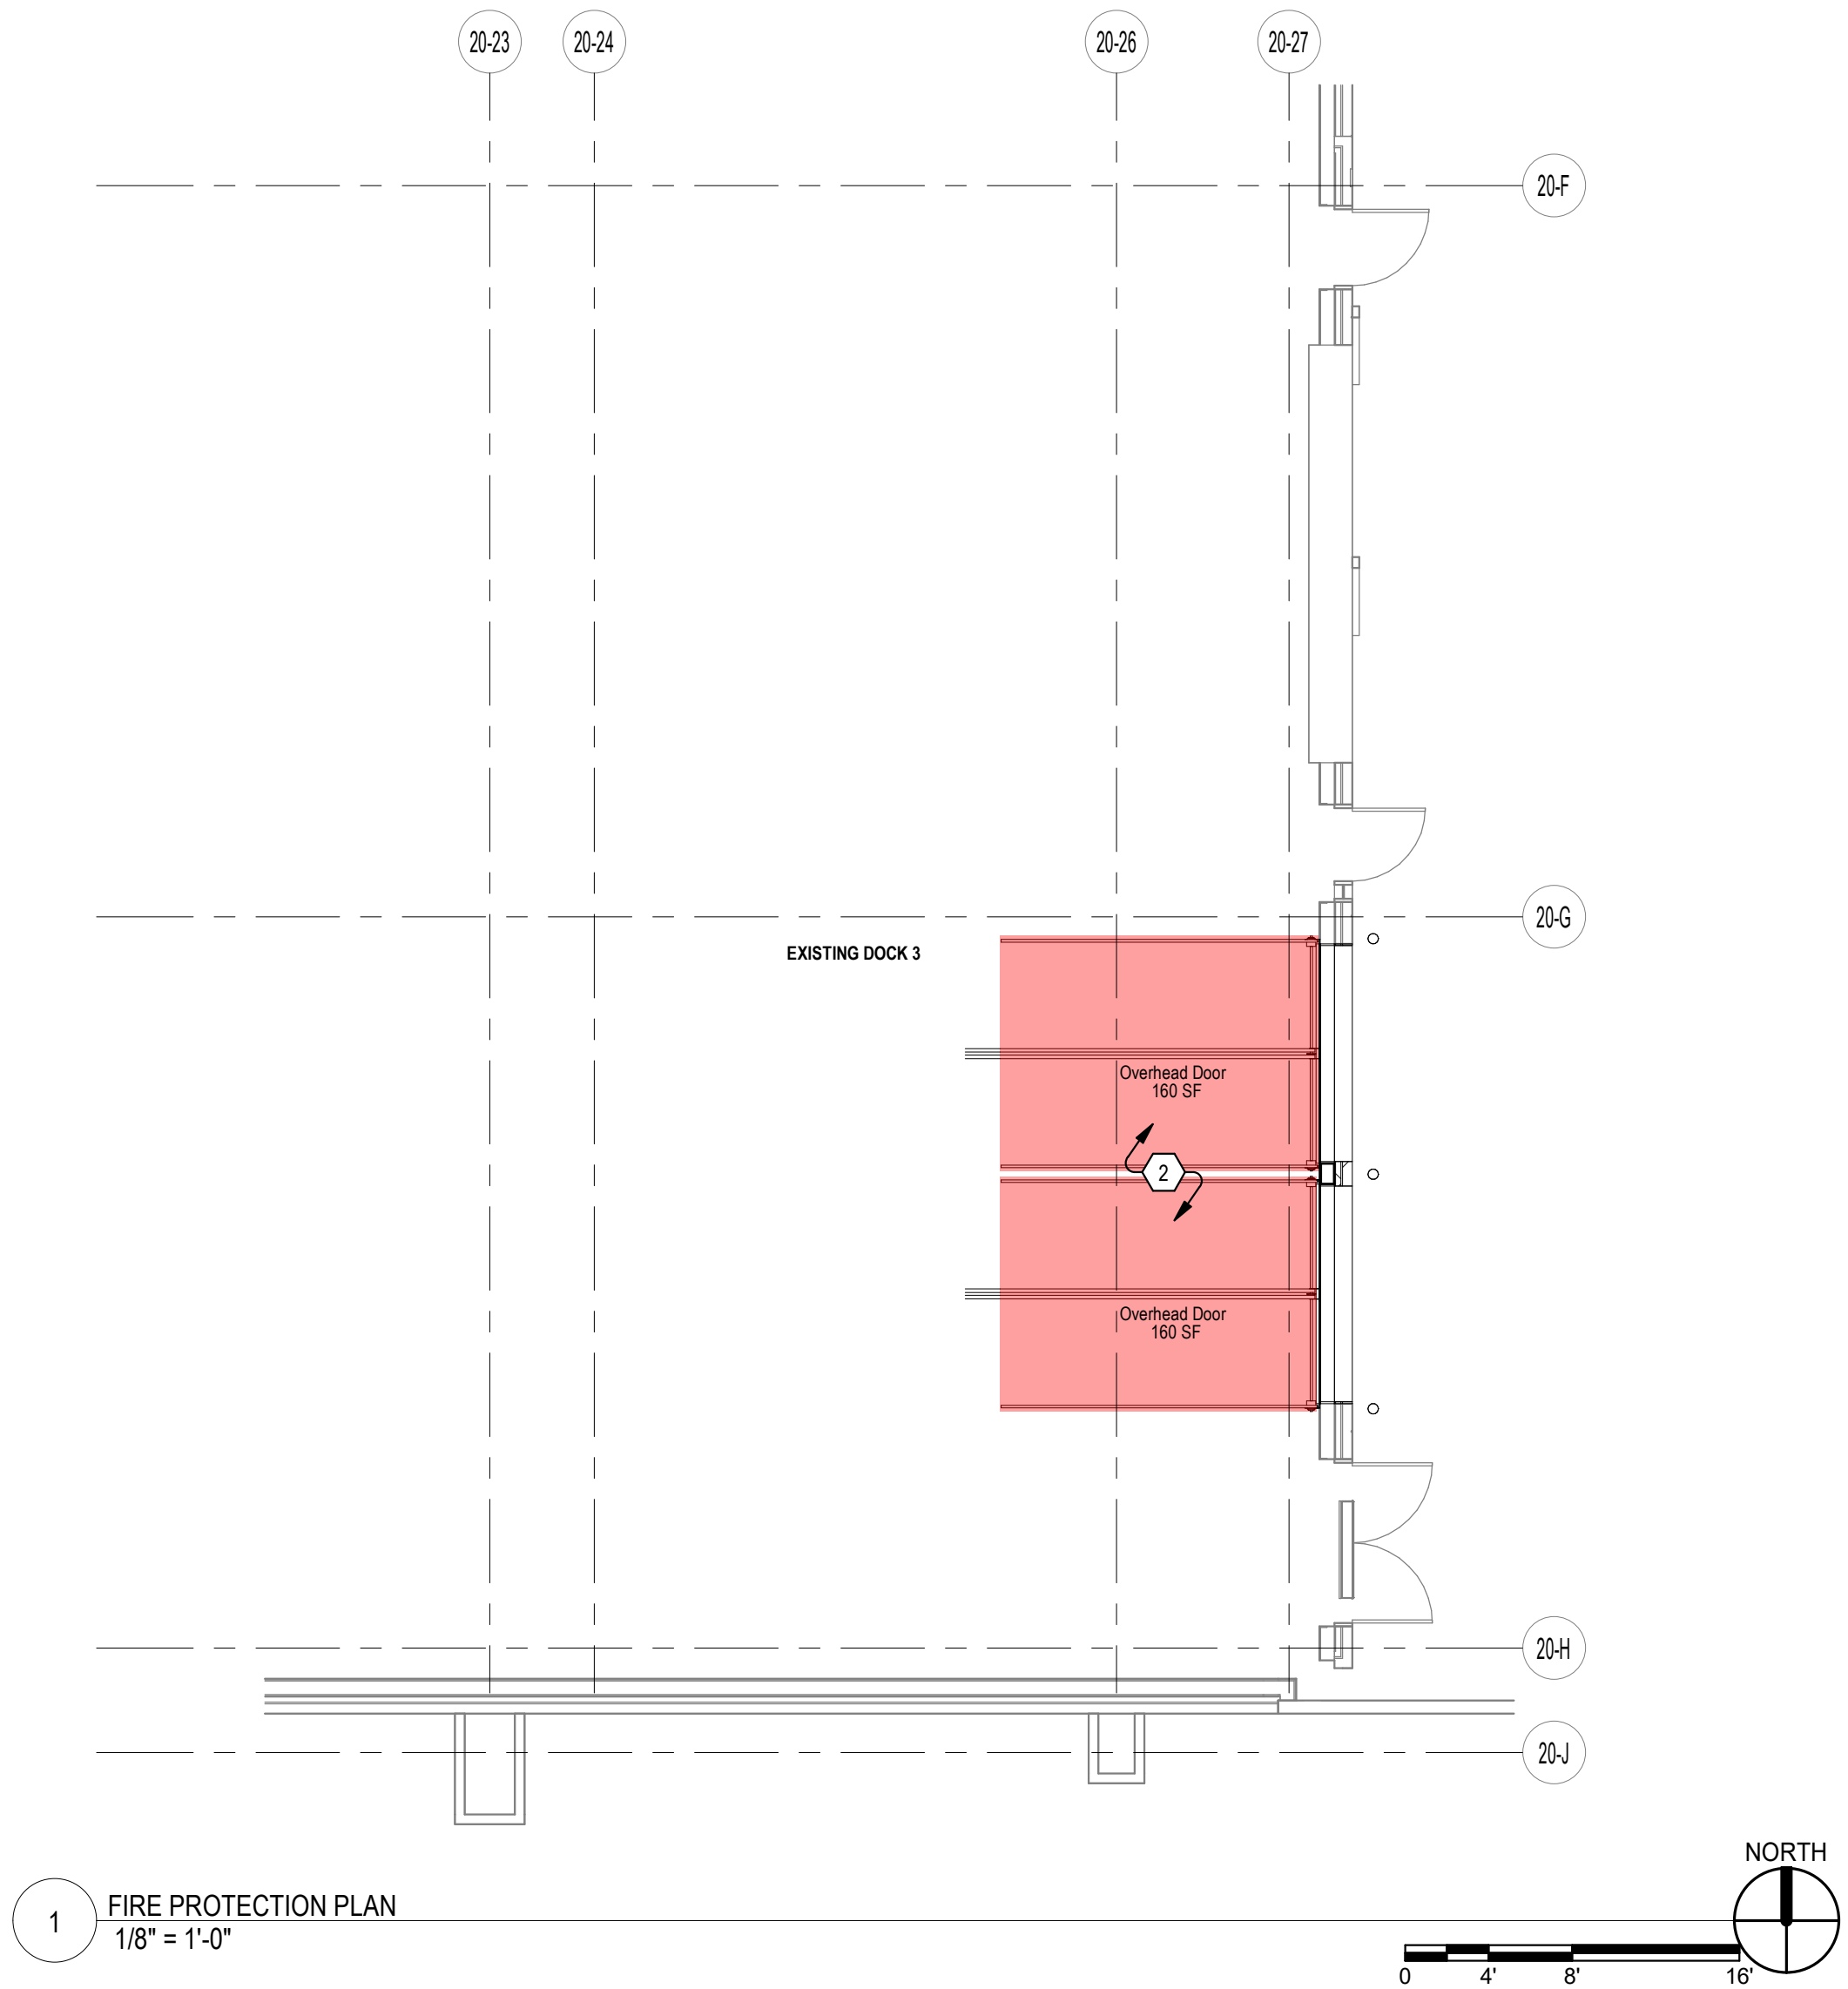 20-23
20-24
20-26
20-27
20-F
20-G
EXISTING DOCK 3
Overhead Door
160 SF
2
Overhead Door
160 SF
20-H
20-J
NORTH
1
FIRE PROTECTION PLAN
1/8" = 1'-0"
0 4' 8' 16'